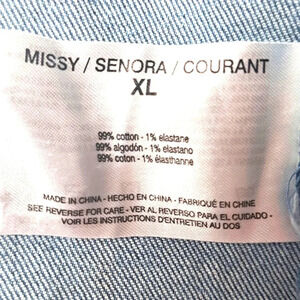 MISSY / SENORA / COURANT
XL
99% cotton - 1% elastane
99% algodón - 1% elastano
99% coton - 1% élasthanne
MADE IN CHINA - HECHO EN CHINA - FABRIQUÉ EN CHINE
SEE REVERSE FOR CARE - VER AL REVERSO PARA EL CUIDADO -
VOIR LES INSTRUCTIONS D'ENTRETIEN AU DOS